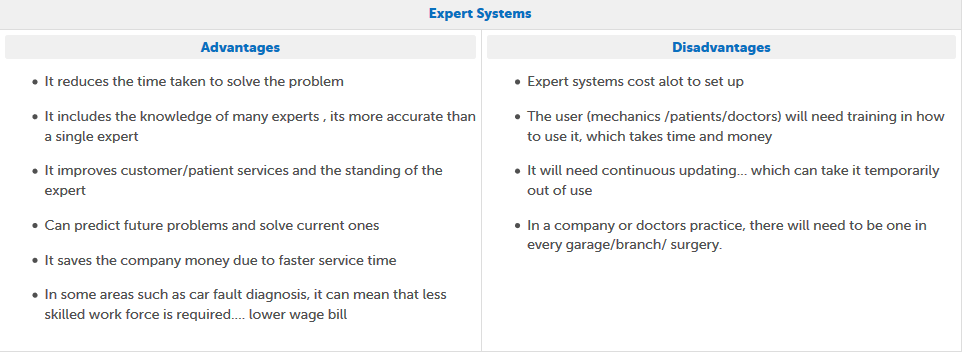 Expert Systems
Advantages
It reduces the time taken to solve the problem
It includes the knowledge of many experts , its more accurate than
a single expert
It improves customer/patient services and the standing of the
expert
Can predict future problems and solve current ones
It saves the company money due to faster service time
In some areas such as car fault diagnosis, it can mean that less
skilled work force is required.... lower wage bill
Disadvantages
Expert systems cost alot to set up
The user (mechanics /patients/doctors) will need training in how
to use it, which takes time and money
It will need continuous updating... which can take it temporarily
out of use
In a company or doctors practice, there will need to be one in
every garage/branch/ surgery.